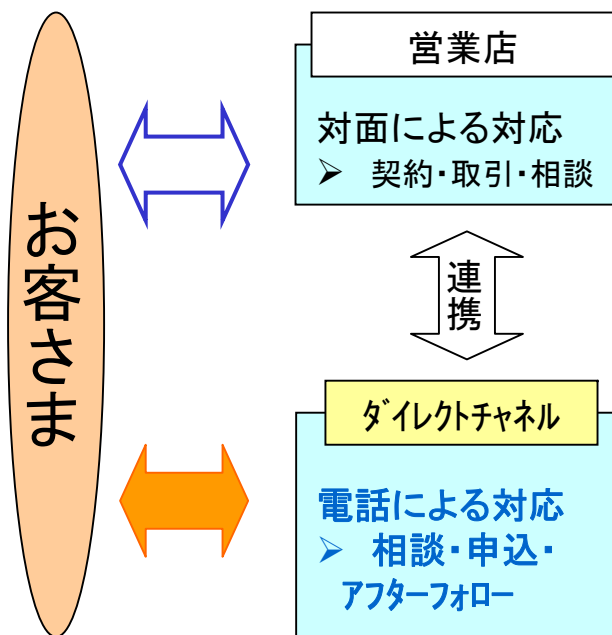 お客さま
営業店
対面による対応
➢ 契約・取引・相談
連携
ﾀﾞｲﾚｸﾄﾁｬﾈﾙ
電話による対応
➢ 相談・申込・
アフターフォロー